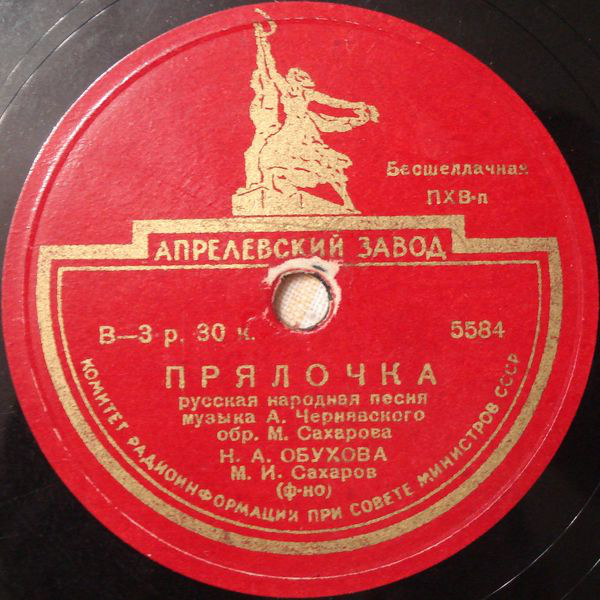 Бесшеллачная
ПХВ-п
АПРЕЛЕВСКИЙ ЗАВОД
В—3 р. 30 к. 5584
ПРЯЛОЧКА
русская народная песня
музыка А. Чернявского
обр. М. Сахарова
Н. А. ОБУХОВА
М. И. Сахаров
(ф-но)
КОМИТЕТ РАДИОИНФОРМАЦИИ ПРИ СОВЕТЕ МИНИСТРОВ СССР